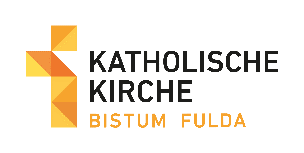 KATHOLISCHE
KIRCHE
BISTUM FULDA